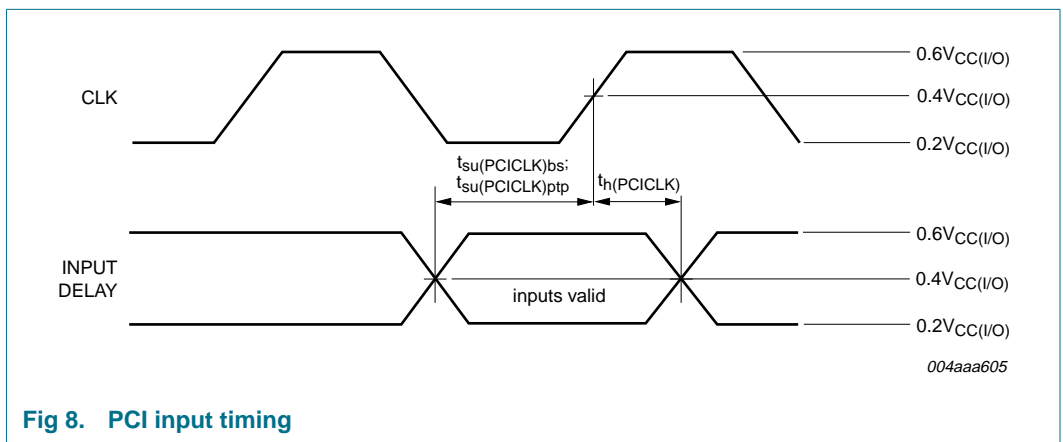 0.6VCC(I/O)
CLK
0.4VCC(I/O)
0.2VCC(I/O)
tsu(PCICLK)bs;
tsu(PCICLK)ptp
th(PCICLK)
0.6VCC(I/O)
INPUT
DELAY
0.4VCC(I/O)
inputs valid
0.2VCC(I/O)
004aaa605
Fig 8. PCI input timing